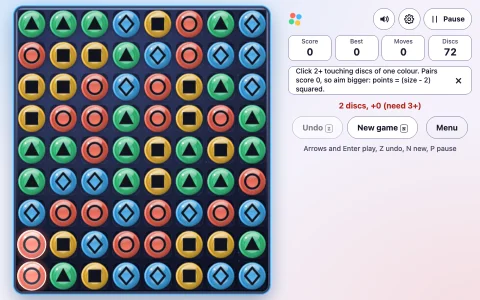 Pause
Score
0
Best
0
Moves
0
Discs
72
Click 2+ touching discs of one colour. Pairs
score 0, so aim bigger: points = (size - 2)
squared.
2 discs, +0 (need 3+)
Undo Z
New game N
Menu
Arrows and Enter play, Z undo, N new, P pause